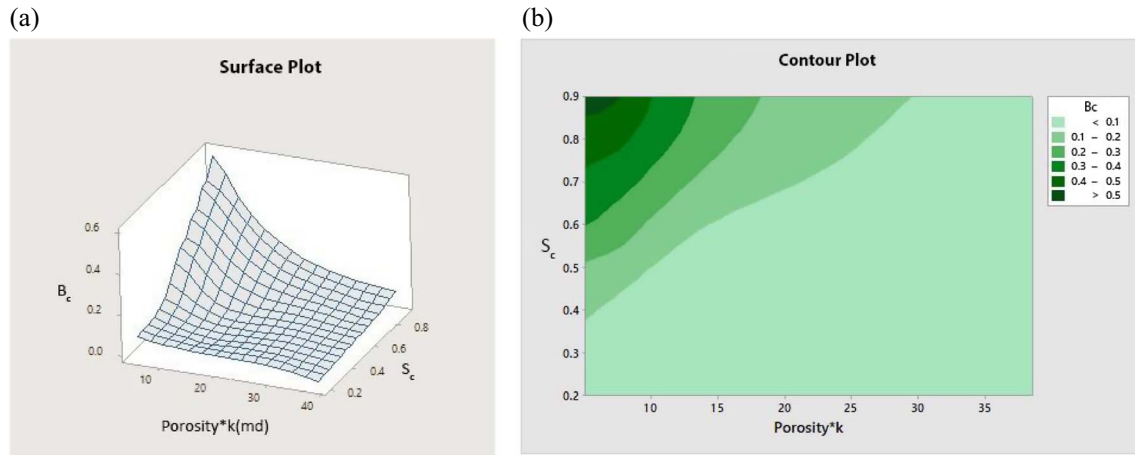 (a)
Surface Plot
0.6
0.4
B_c
0.2
0.0
10
20
30
40
0.2
0.4
0.6
0.8
S_c
Porosity*k(md)
(b)
Contour Plot
0.9
0.8
0.7
0.6
S_c
0.5
0.4
0.3
0.2
10 15 20 25 30 35
Porosity*k
Bc
< 0.1
0.1 – 0.2
0.2 – 0.3
0.3 – 0.4
0.4 – 0.5
> 0.5